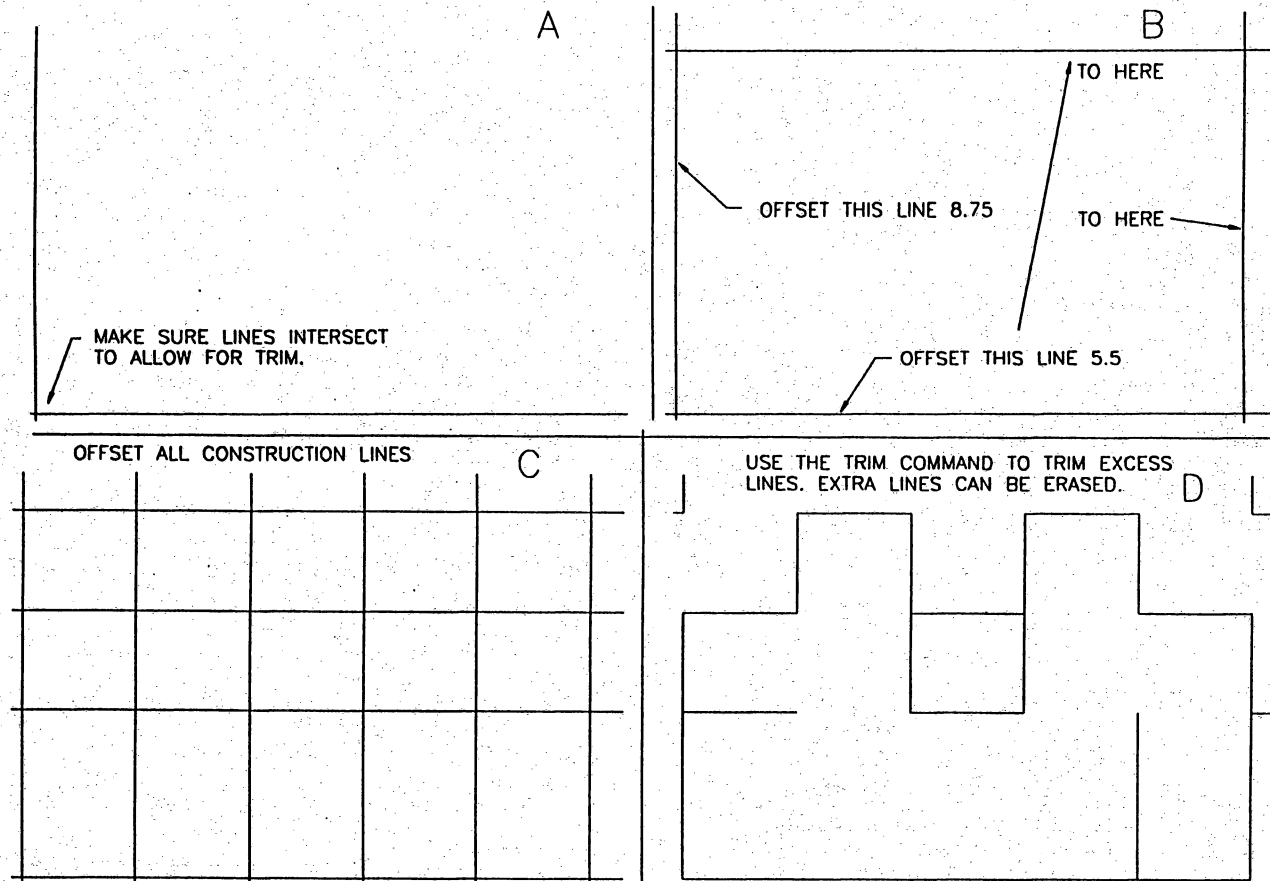 A
MAKE SURE LINES INTERSECT
TO ALLOW FOR TRIM.
B
TO HERE
OFFSET THIS LINE 8.75
TO HERE
OFFSET THIS LINE 5.5
OFFSET ALL CONSTRUCTION LINES
C
USE THE TRIM COMMAND TO TRIM EXCESS
LINES. EXTRA LINES CAN BE ERASED.
D